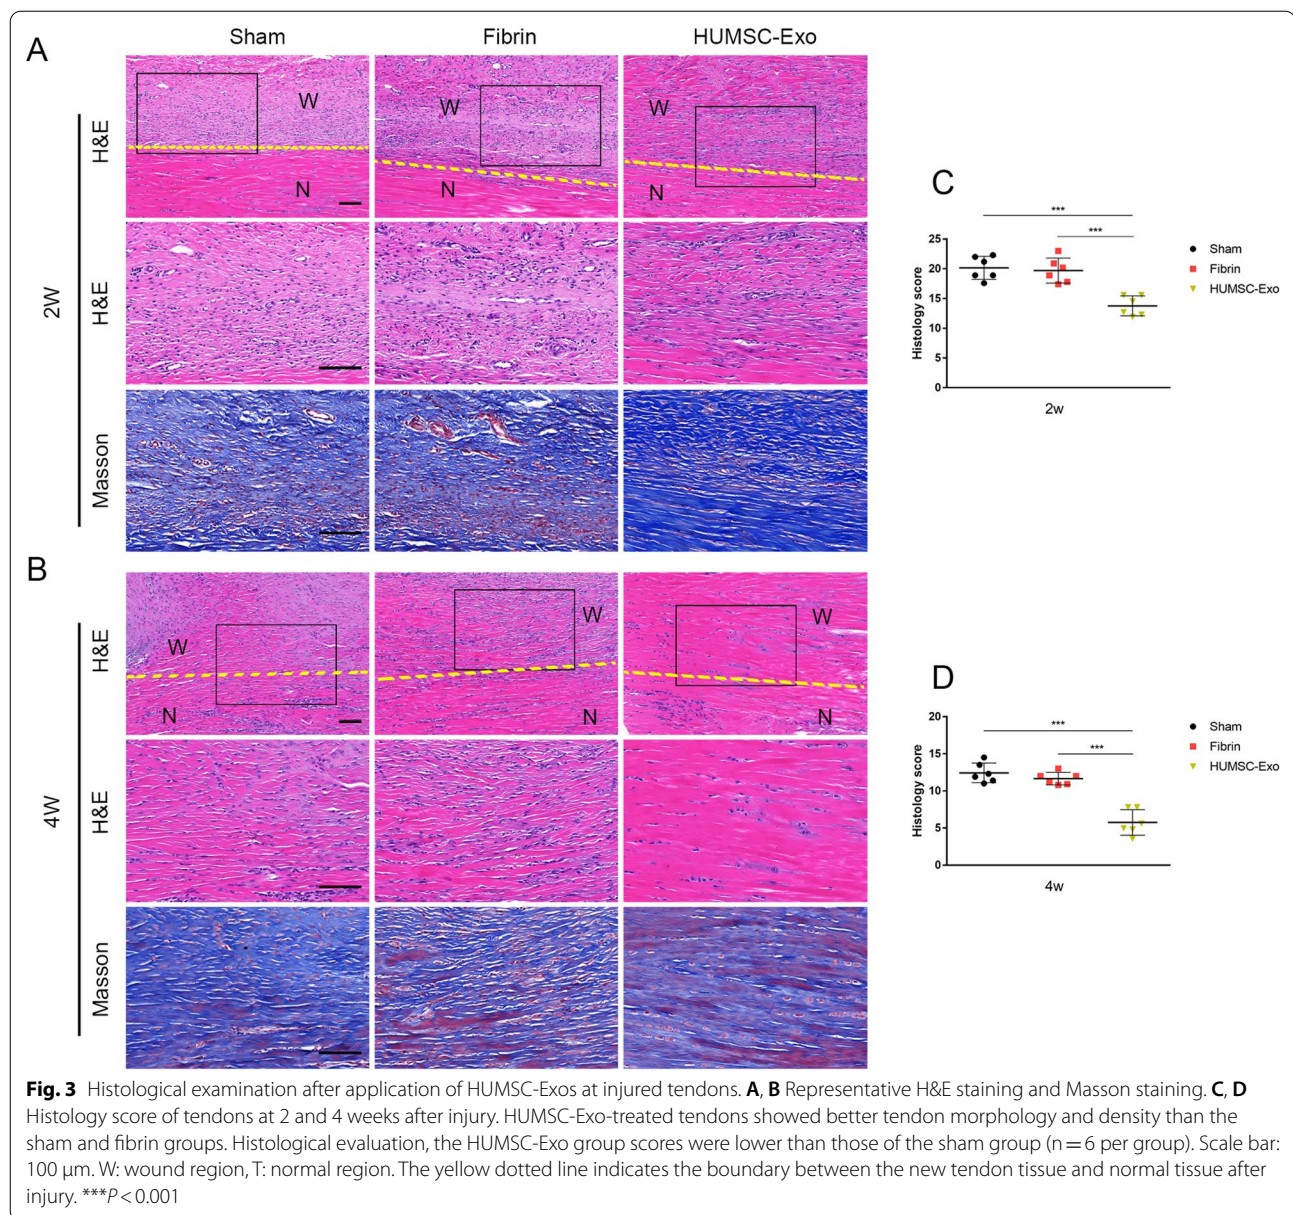 A
Sham
Fibrin
HUMSC-Exo
2W
H&E
W
N
W
N
W
N
H&E
Masson
B
4W
H&E
W
N
W
N
W
N
H&E
Masson
C
***
***
Histology score
25
20
15
10
5
0
2w
Sham
Fibrin
HUMSC-Exo
D
***
***
Histology score
20
15
10
5
0
4w
Sham
Fibrin
HUMSC-Exo
Fig. 3 Histological examination after application of HUMSC-Exos at injured tendons. A, B Representative H&E staining and Masson staining. C, D
Histology score of tendons at 2 and 4 weeks after injury. HUMSC-Exo-treated tendons showed better tendon morphology and density than the
sham and fibrin groups. Histological evaluation, the HUMSC-Exo group scores were lower than those of the sham group (n = 6 per group). Scale bar:
100 μm. W: wound region, T: normal region. The yellow dotted line indicates the boundary between the new tendon tissue and normal tissue after
injury. ***P < 0.001